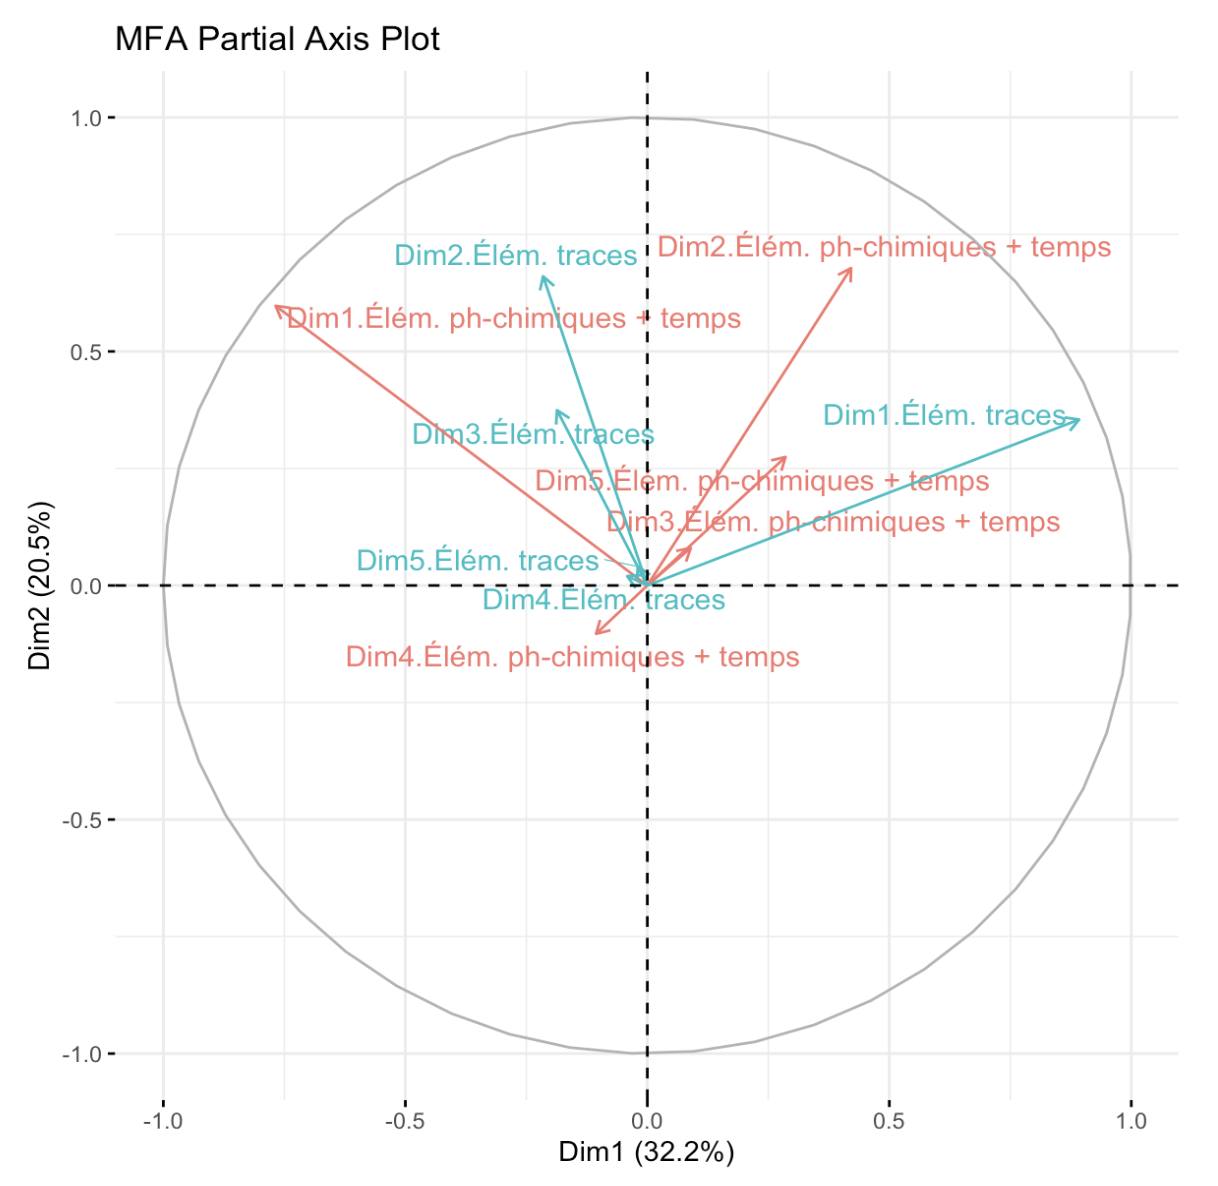 MFA Partial Axis Plot
1.0
Dim2.Élém. ph-chimiques + temps
Dim2.Élém. traces
Dim1.Élém. ph-chimiques + temps
0.5
Dim1.Élém. traces
Dim3.Élém. traces
Dim5.Élém. ph-chimiques + temps
Dim3.Élém. ph-chimiques + temps
Dim5.Élém. traces
0.0
Dim4.Élém. traces
Dim4.Élém. ph-chimiques + temps
Dim2 (20.5%)
-0.5
-1.0
-1.0 -0.5 0.0 0.5 1.0
Dim1 (32.2%)